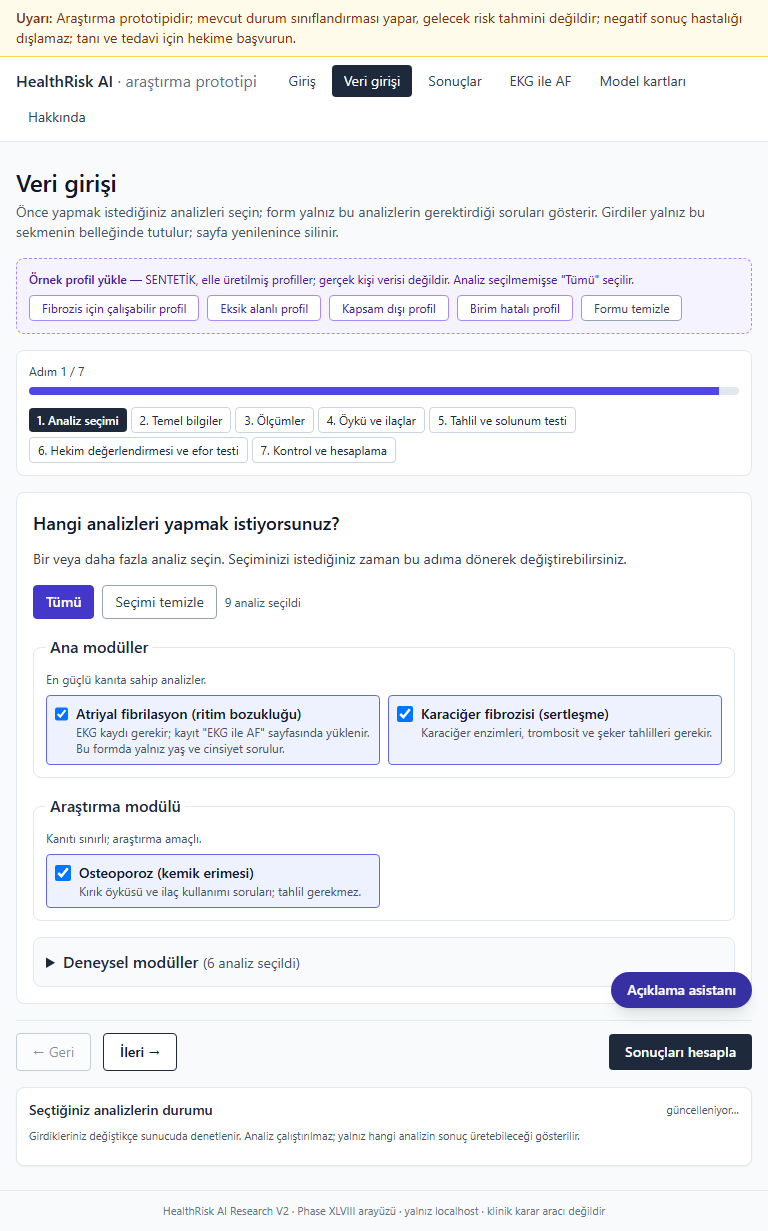 Uyarı: Araştırma prototipidir; mevcut durum sınıflandırması yapar, gelecek risk tahmini değildir; negatif sonuç hastalığı
dışlamaz; tanı ve tedavi için hekime başvurun.
HealthRisk AI · araştırma prototipi
Giriş
Veri girişi
Sonuçlar
EKG ile AF
Model kartları
Hakkında
Veri girişi
Önce yapmak istediğiniz analizleri seçin; form yalnız bu analizlerin gerektirdiği soruları gösterir. Girdiler yalnız bu
sekmenin belleğinde tutulur; sayfa yenilenince silinir.
Örnek profil yükle — SENTETİK, elle üretilmiş profiller; gerçek kişi verisi değildir. Analiz seçilmemişse "Tümü" seçilir.
Fibrozis için çalışabilir profil
Eksik alanlı profil
Kapsam dışı profil
Birim hatalı profil
Formu temizle
Adım 1 / 7
1. Analiz seçimi
2. Temel bilgiler
3. Ölçümler
4. Öykü ve ilaçlar
5. Tahlil ve solunum testi
6. Hekim değerlendirmesi ve efor testi
7. Kontrol ve hesaplama
Hangi analizleri yapmak istiyorsunuz?
Bir veya daha fazla analiz seçin. Seçiminizi istediğiniz zaman bu adıma dönerek değiştirebilirsiniz.
Tümü
Seçimi temizle
9 analiz seçildi
Ana modüller
En güçlü kanıta sahip analizler.
Atriyal fibrilasyon (ritim bozukluğu)
EKG kaydı gerekir; kayıt "EKG ile AF" sayfasında yüklenir.
Bu formda yalnız yaş ve cinsiyet sorulur.
Karaciğer fibrozisi (sertleşme)
Karaciğer enzimleri, trombosit ve şeker tahlilleri gerekir.
Araştırma modülü
Kanıtı sınırlı; araştırma amaçlı.
Osteoporoz (kemik erimesi)
Kırık öyküsü ve ilaç kullanımı soruları; tahlil gerekmez.
Deneysel modüller (6 analiz seçildi)
Açıklama asistanı
← Geri
İleri →
Sonuçları hesapla
Seçtiğiniz analizlerin durumu
güncelleniyor...
Girdikleriniz değiştikçe sunucuda denetlenir. Analiz çalıştırılmaz; yalnız hangi analizin sonuç üretebileceği gösterilir.
HealthRisk AI Research V2 · Phase XLVIII arayüzü · yalnız localhost · klinik karar aracı değildir